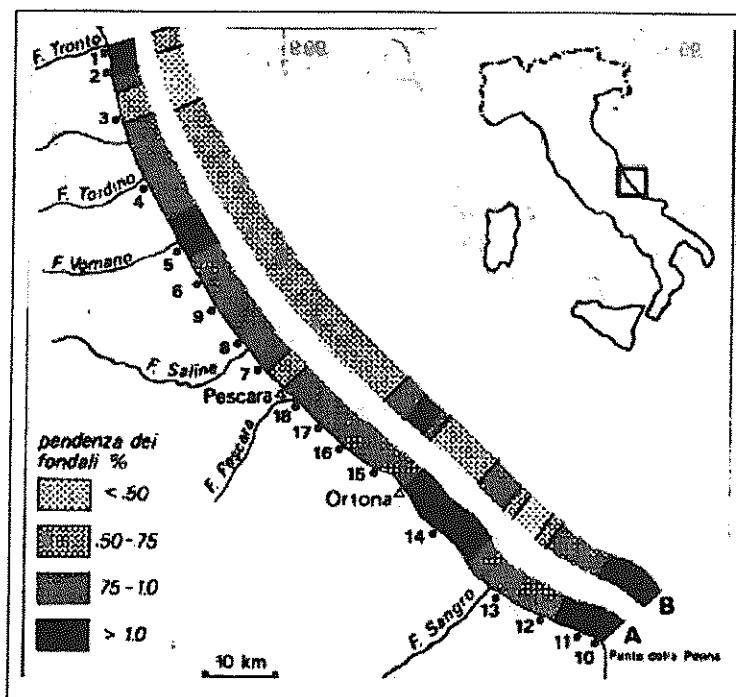 F. Tronto
1
2
3
F. Tordino
4
F. Vomano
5
6
9
8
F. Saline
7
Pescara
18
F. Pescara
17
16
15
Ortona
14
F. Sangro
13
12
11
10
A
B
Punta della Penna
pendenza dei
fondali %
< .50
.50-.75
.75-1.0
> 1.0
10 km